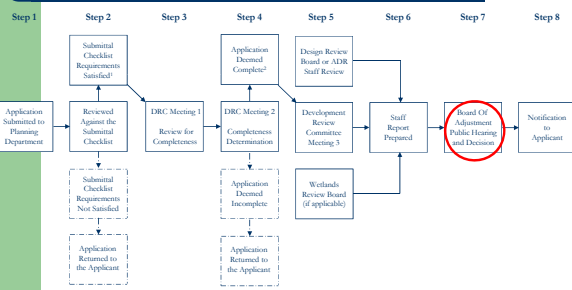 Step 1
Step 2
Step 3
Step 4
Step 5
Step 6
Step 7
Step 8
Submittal
Checklist
Requirements
Satisfied¹
Application
Deemed
Complete²
Design Review
Board or ADR
Staff Review
Application
Submitted to
Planning
Department
Reviewed
Against the
Submittal
Checklist
DRC Meeting 1
Review for
Completeness
DRC Meeting 2
Completeness
Determination
Development
Review
Committee
Meeting 3
Staff
Report
Prepared
Board Of
Adjustment
Public Hearing
and Decision
Notification
to
Applicant
Submittal
Checklist
Requirements
Not Satisfied
Application
Deemed
Incomplete
Wetlands
Review Board
(if applicable)
Application
Returned to
the Applicant
Application
Returned to
the Applicant